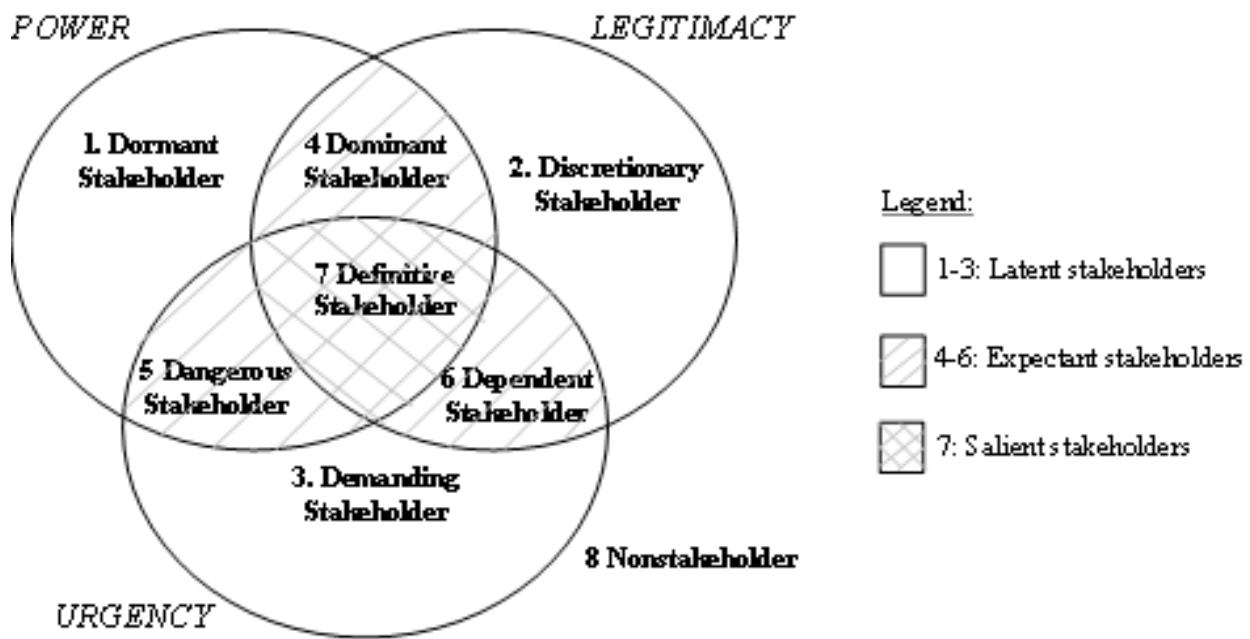 POWER
LEGITIMACY
1. Dormant
Stakeholder
4 Dominant
Stakeholder
2. Discretionary
Stakeholder
7 Definitive
Stakeholder
5 Dangerous
Stakeholder
6 Dependent
Stakeholder
3. Demanding
Stakeholder
8 Nonstakeholder
URGENCY
Legend:
1-3: Latent stakeholders
4-6: Expectant stakeholders
7: Salient stakeholders